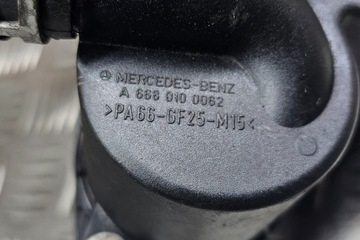 MERCEDES-BENZ
A 668 010 0062
>PA66-GF25-M15<